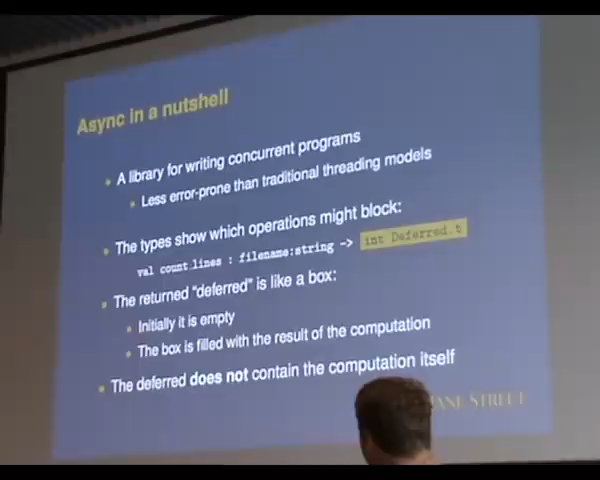 Async in a nutshell
A library for writing concurrent programs
Less error-prone than traditional threading models
The types show which operations might block:
val count_lines : filename:string -> int Deferred.t
The returned "deferred" is like a box:
Initially it is empty
The box is filled with the result of the computation
The deferred does not contain the computation itself
JANE STREET